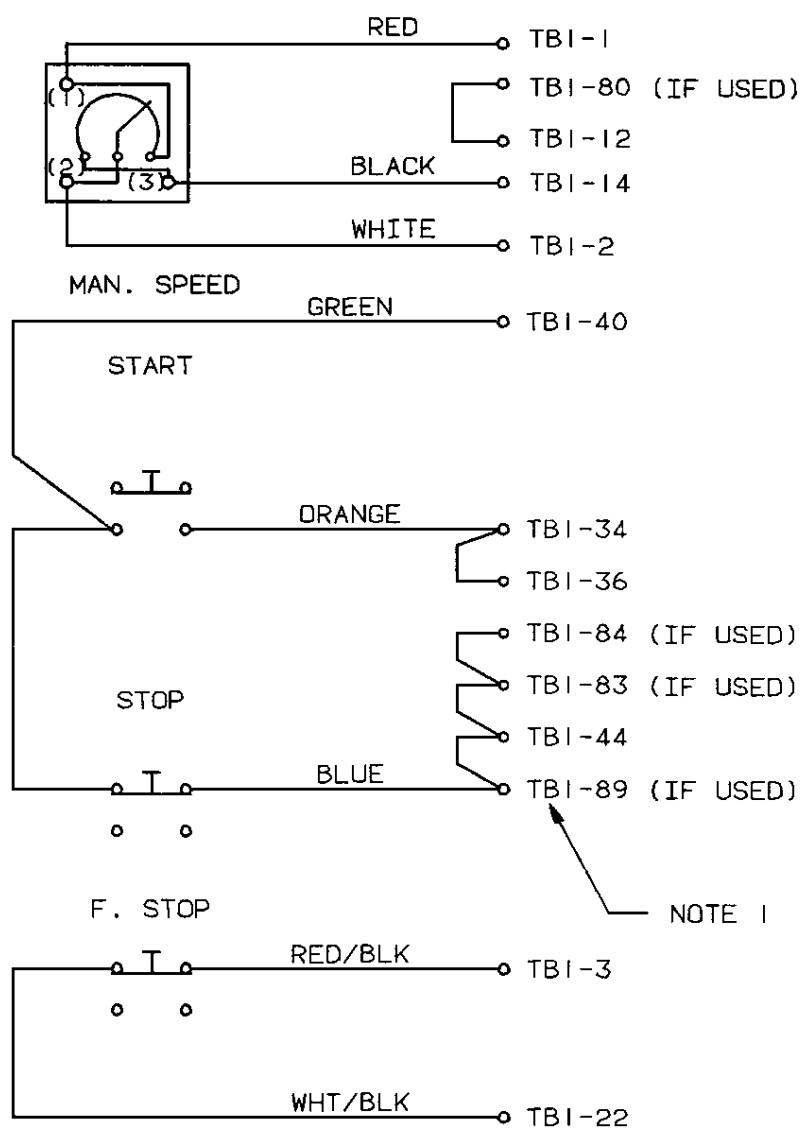 RED TB1-1
(1) TB1-80 (IF USED)
TB1-12
(2) (3) BLACK TB1-14
WHITE TB1-2
MAN. SPEED
GREEN TB1-40
START
ORANGE TB1-34
TB1-36
TB1-84 (IF USED)
STOP TB1-83 (IF USED)
TB1-44
BLUE TB1-89 (IF USED)
F. STOP NOTE 1
RED/BLK TB1-3
WHT/BLK TB1-22